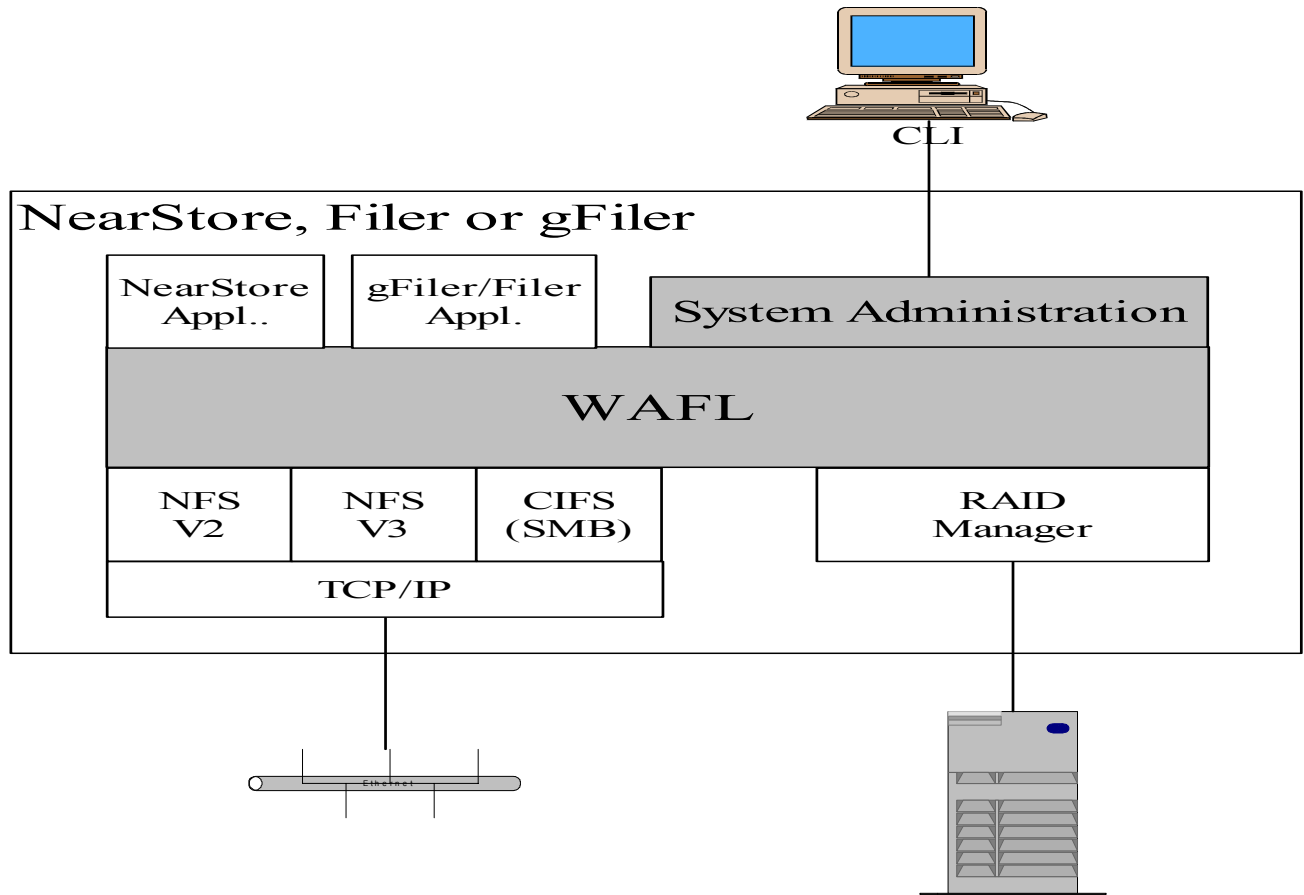 CLI
NearStore, Filer or gFiler
NearStore
Appl..
gFiler/Filer
Appl.
System Administration
WAFL
NFS
V2
NFS
V3
CIFS
(SMB)
RAID
Manager
TCP/IP
Ethernet